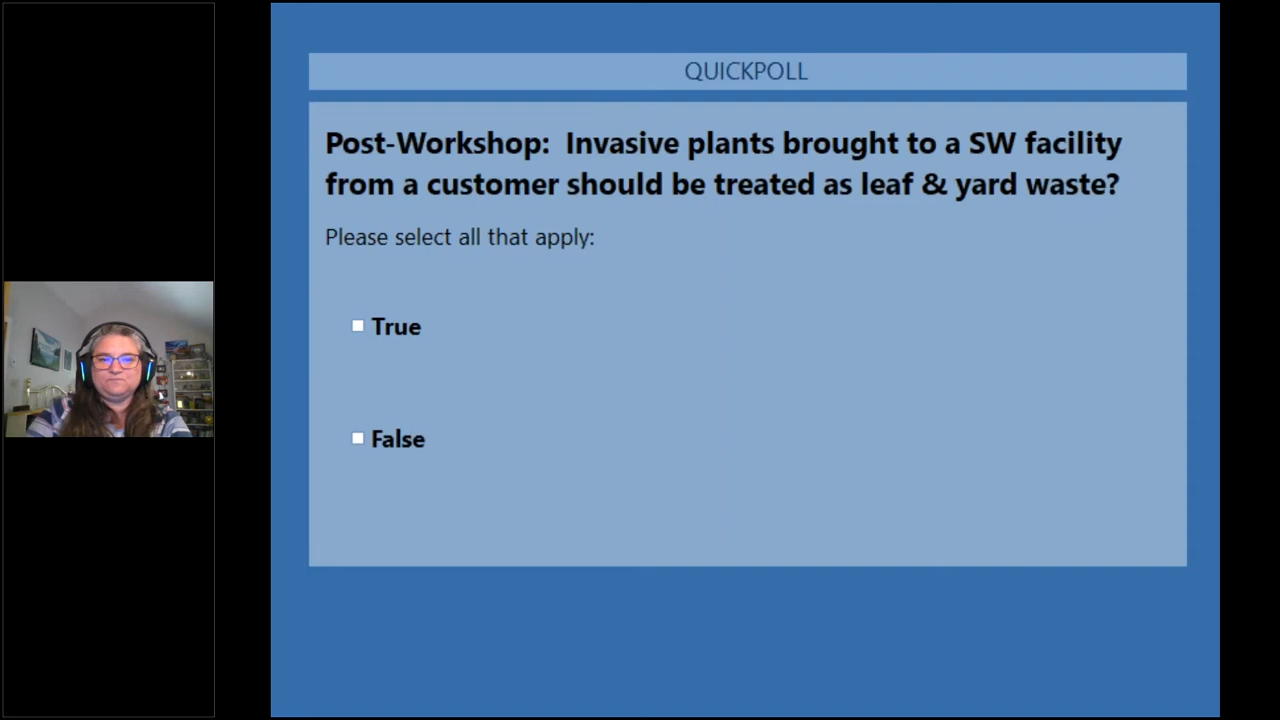 QUICKPOLL
Post-Workshop:  Invasive plants brought to a SW facility
from a customer should be treated as leaf & yard waste?
Please select all that apply:
True
False